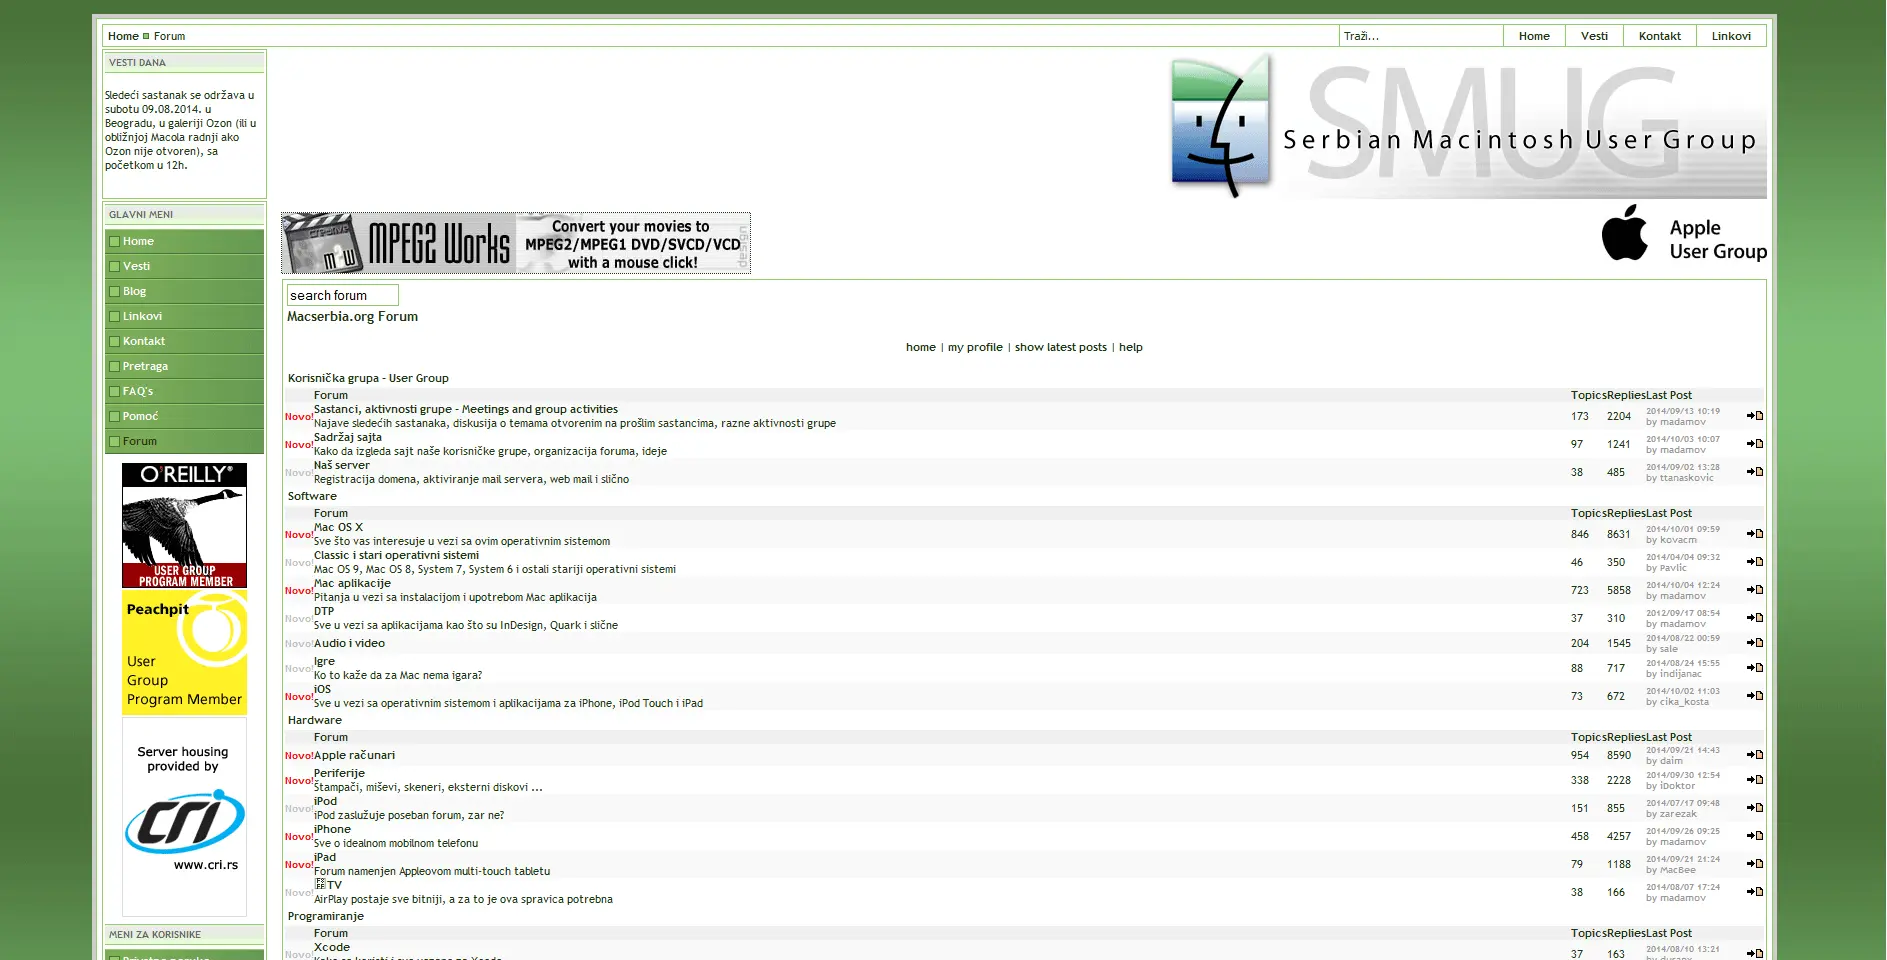 Home Forum
Traži...
Home
Vesti
Kontakt
Linkovi
VESTI DANA
Sledeći sastanak se održava u
subotu 09.08.2014. u
Beogradu, u galeriji Ozon (ili u
obližnjoj Macola radnji ako
Ozon nije otvoren), sa
početkom u 12h.
SMUG
Serbian Macintosh User Group
GLAVNI MENI
Home
Vesti
Blog
Linkovi
Kontakt
Pretraga
FAQ's
Pomoć
Forum
O'REILLY®
USER GROUP
PROGRAM MEMBER
Peachpit
User
Group
Program Member
Server housing
provided by
cri
www.cri.rs
MENI ZA KORISNIKE
creative
M2W
MPEG2 Works
Convert your movies to
MPEG2/MPEG1 DVD/SVCD/VCD
with a mouse click!
design
Apple
User Group
search forum
Macserbia.org Forum
home | my profile | show latest posts | help
Korisnička grupa - User Group
Forum Topics Replies Last Post
Novo! Sastanci, aktivnosti grupe - Meetings and group activities 173 2204 2014/09/13 10:19
Najave sledećih sastanaka, diskusija o temama otvorenim na prošlim sastancima, razne aktivnosti grupe by madamov
Novo! Sadržaj sajta 97 1241 2014/10/03 10:07
Kako da izgleda sajt naše korisničke grupe, organizacija foruma, ideje by madamov
Novo! Naš server 38 485 2014/09/02 13:28
Registracija domena, aktiviranje mail servera, web mail i slično by ttanaskovic
Software
Forum Topics Replies Last Post
Novo! Mac OS X 846 8631 2014/10/01 09:59
Sve što vas interesuje u vezi sa ovim operativnim sistemom by kovacm
Novo! Classic i stari operativni sistemi 46 350 2014/04/04 09:32
Mac OS 9, Mac OS 8, System 7, System 6 i ostali stariji operativni sistemi by Pavlic
Novo! Mac aplikacije 723 5858 2014/10/04 12:24
Pitanja u vezi sa instalacijom i upotrebom Mac aplikacija by madamov
Novo! DTP 37 310 2012/09/17 08:54
Sve u vezi sa aplikacijama kao što su InDesign, Quark i slične by madamov
Novo! Audio i video 204 1545 2014/08/22 00:59
by sale
Novo! Igre 88 717 2014/08/24 15:55
Ko to kaže da za Mac nema igara? by indijanac
Novo! iOS 73 672 2014/10/02 11:03
Sve u vezi sa operativnim sistemom i aplikacijama za iPhone, iPod Touch i iPad by cika_kosta
Hardware
Forum Topics Replies Last Post
Novo! Apple računari 954 8590 2014/09/21 14:43
by daim
Novo! Periferije 338 2228 2014/09/30 12:54
Štampači, miševi, skeneri, eksterni diskovi ... by iDoktor
Novo! iPod 151 855 2014/07/17 09:48
iPod zaslužuje poseban forum, zar ne? by zarezak
Novo! iPhone 458 4257 2014/09/26 09:25
Sve o idealnom mobilnom telefonu by madamov
Novo! iPad 79 1188 2014/09/21 21:24
Forum namenjen Appleovom multi-touch tabletu by MacBee
Novo! TV 38 166 2014/08/07 17:24
AirPlay postaje sve bitniji, a za to je ova spravica potrebna by madamov
Programiranje
Forum Topics Replies Last Post
Novo! Xcode 37 163 2014/08/10 13:21